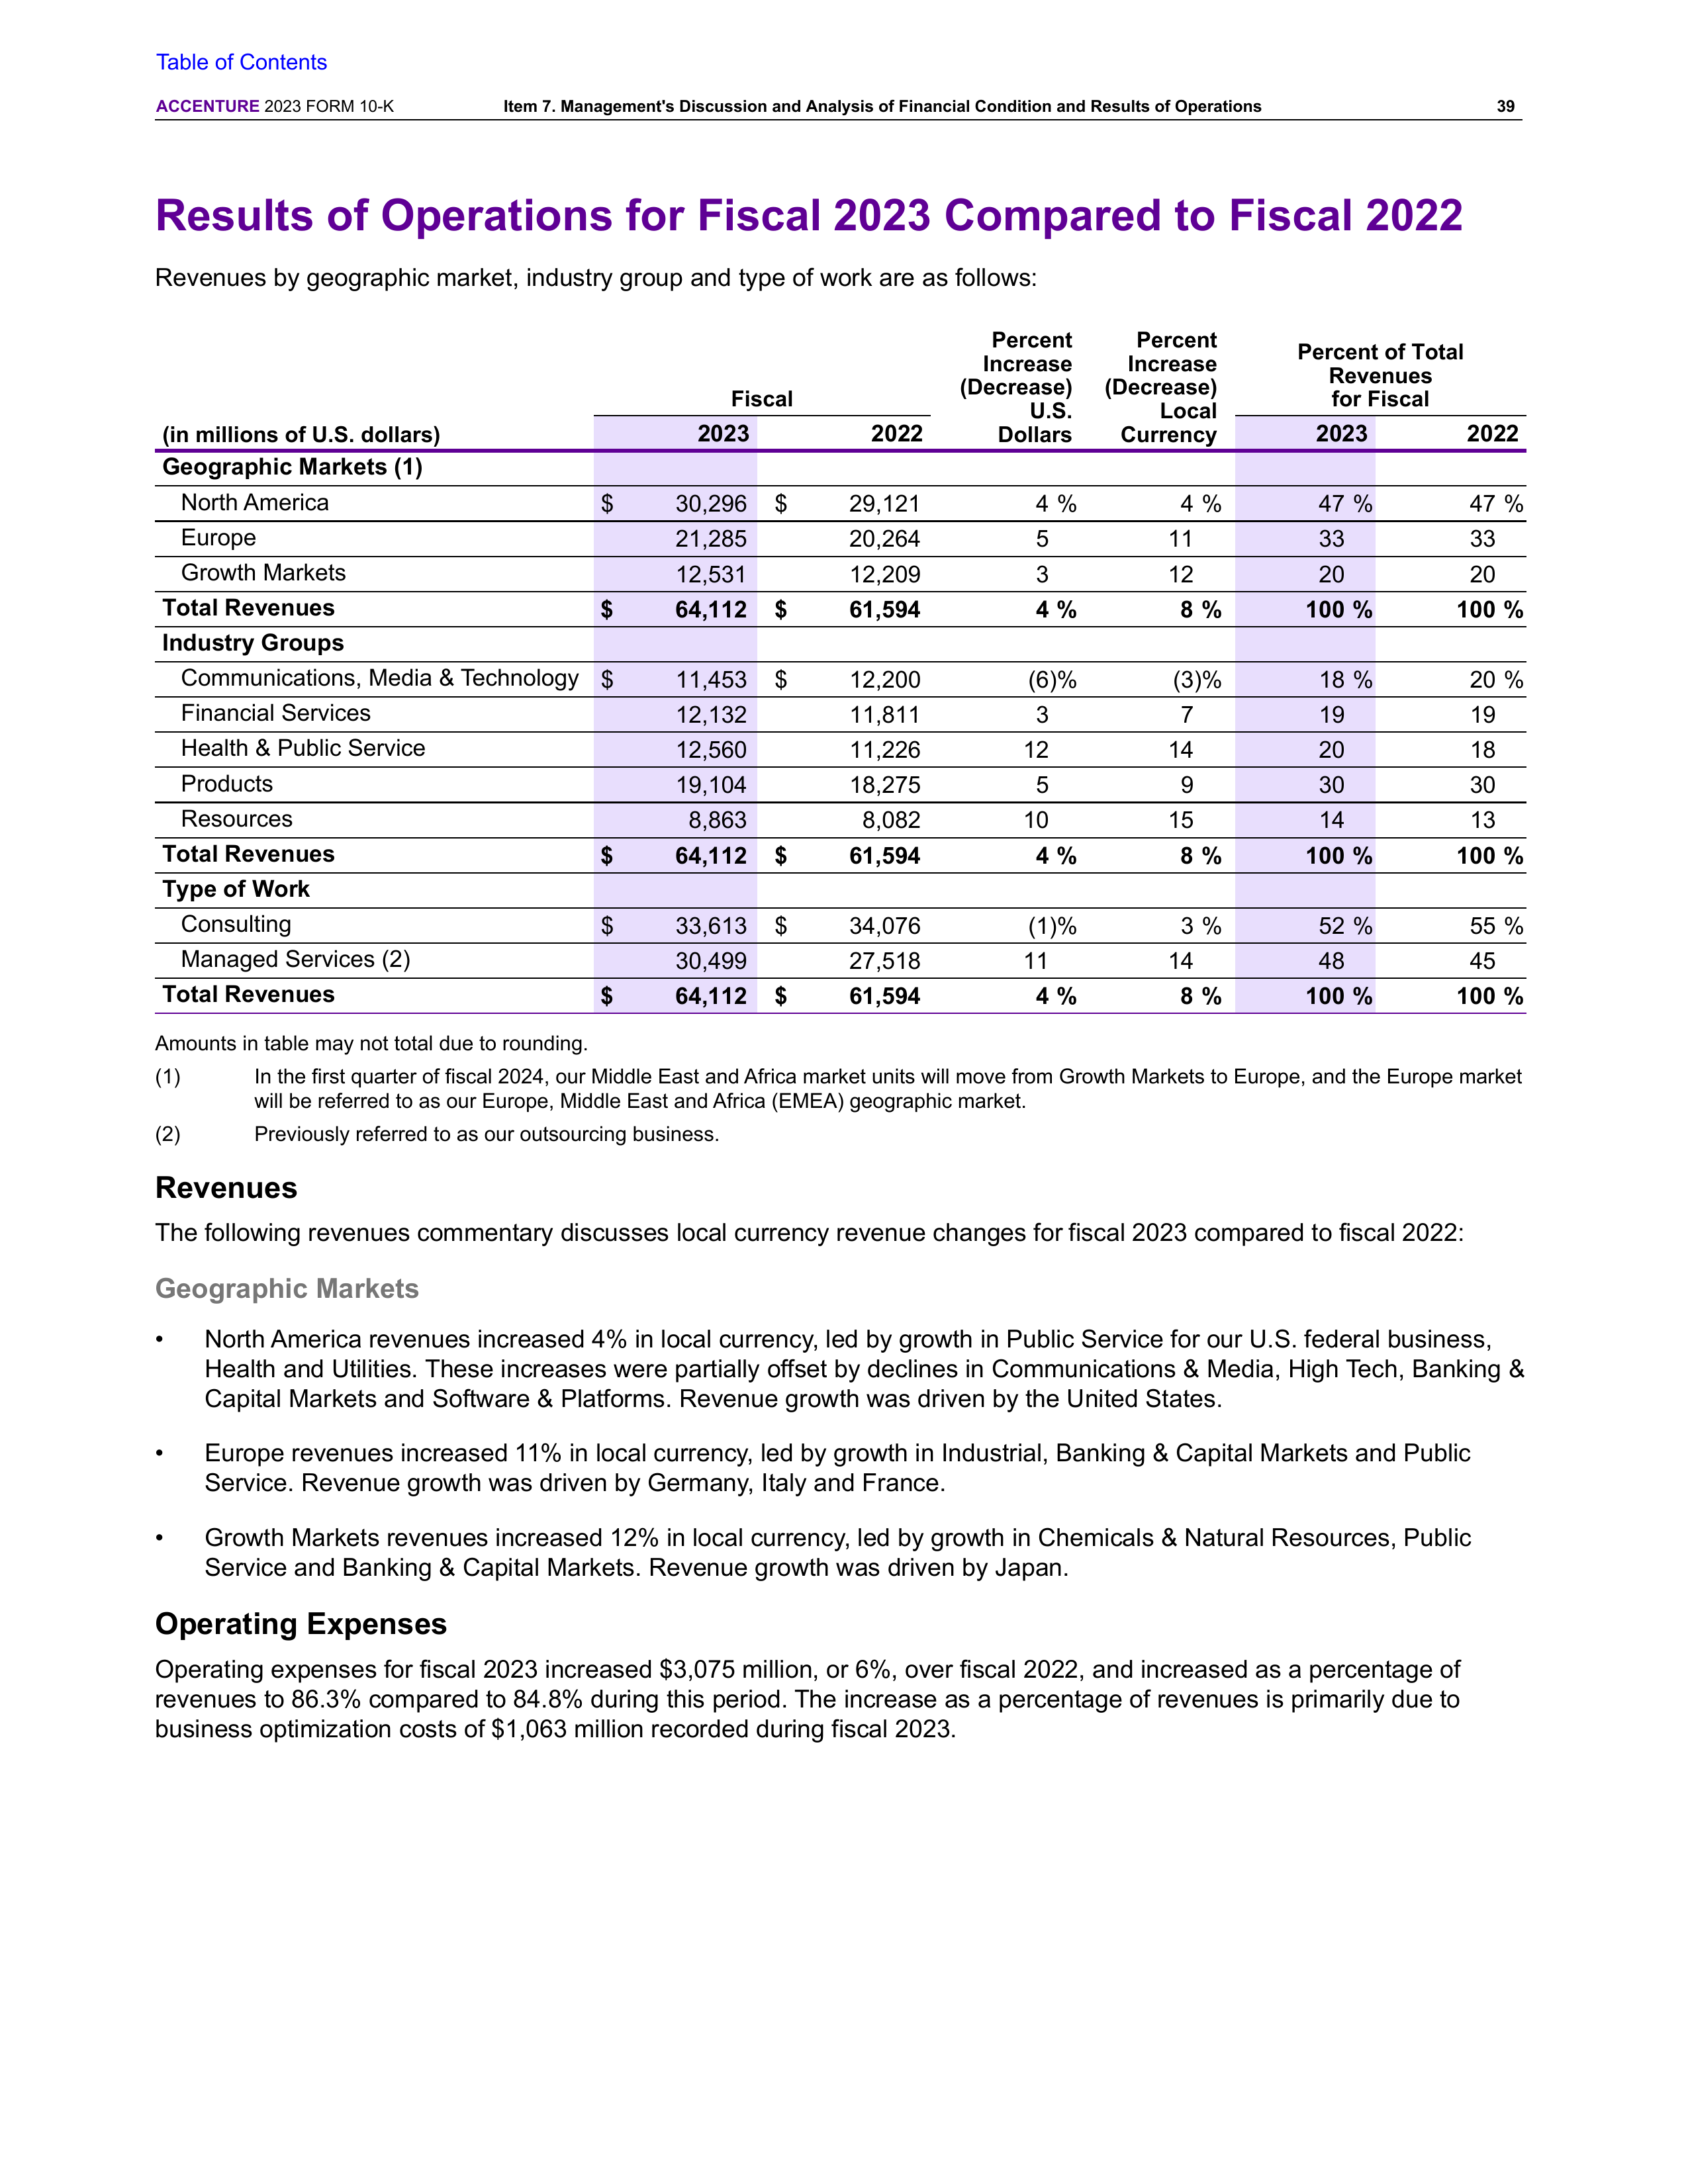 Table of Contents
ACCENTURE 2023 FORM 10-K Item 7. Management's Discussion and Analysis of Financial Condition and Results of Operations 39
Results of Operations for Fiscal 2023 Compared to Fiscal 2022
Revenues by geographic market, industry group and type of work are as follows:
(in millions of U.S. dollars) Fiscal Percent Increase (Decrease) U.S. Dollars Percent Increase (Decrease) Local Currency Percent of Total Revenues for Fiscal
2023 2022 2023 2022
Geographic Markets (1)
North America $ 30,296 $ 29,121 4 % 4 % 47 % 47 %
Europe 21,285 20,264 5 11 33 33
Growth Markets 12,531 12,209 3 12 20 20
Total Revenues $ 64,112 $ 61,594 4 % 8 % 100 % 100 %
Industry Groups
Communications, Media & Technology $ 11,453 $ 12,200 (6)% (3)% 18 % 20 %
Financial Services 12,132 11,811 3 7 19 19
Health & Public Service 12,560 11,226 12 14 20 18
Products 19,104 18,275 5 9 30 30
Resources 8,863 8,082 10 15 14 13
Total Revenues $ 64,112 $ 61,594 4 % 8 % 100 % 100 %
Type of Work
Consulting $ 33,613 $ 34,076 (1)% 3 % 52 % 55 %
Managed Services (2) 30,499 27,518 11 14 48 45
Total Revenues $ 64,112 $ 61,594 4 % 8 % 100 % 100 %
Amounts in table may not total due to rounding.
(1) In the first quarter of fiscal 2024, our Middle East and Africa market units will move from Growth Markets to Europe, and the Europe market
will be referred to as our Europe, Middle East and Africa (EMEA) geographic market.
(2) Previously referred to as our outsourcing business.
Revenues
The following revenues commentary discusses local currency revenue changes for fiscal 2023 compared to fiscal 2022:
Geographic Markets
• North America revenues increased 4% in local currency, led by growth in Public Service for our U.S. federal business,
Health and Utilities. These increases were partially offset by declines in Communications & Media, High Tech, Banking &
Capital Markets and Software & Platforms. Revenue growth was driven by the United States.
• Europe revenues increased 11% in local currency, led by growth in Industrial, Banking & Capital Markets and Public
Service. Revenue growth was driven by Germany, Italy and France.
• Growth Markets revenues increased 12% in local currency, led by growth in Chemicals & Natural Resources, Public
Service and Banking & Capital Markets. Revenue growth was driven by Japan.
Operating Expenses
Operating expenses for fiscal 2023 increased $3,075 million, or 6%, over fiscal 2022, and increased as a percentage of
revenues to 86.3% compared to 84.8% during this period. The increase as a percentage of revenues is primarily due to
business optimization costs of $1,063 million recorded during fiscal 2023.